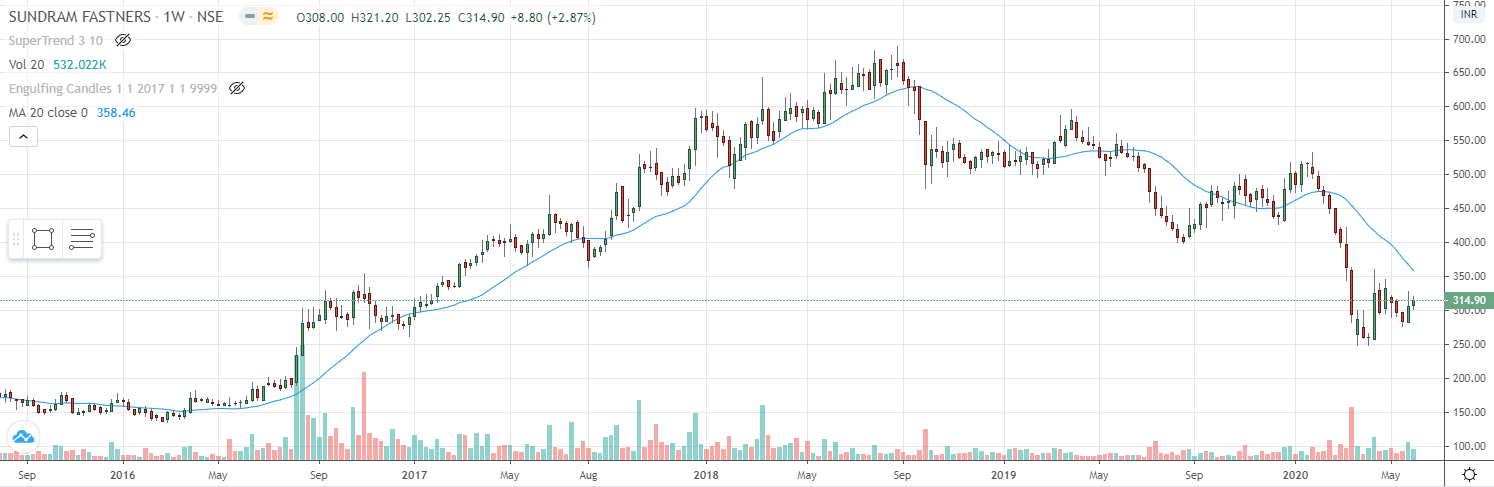 SUNDRAM FASTNERS · 1W · NSE O308.00 H321.20 L302.25 C314.90 +8.80 (+2.87%)
SuperTrend 3 10
Vol 20 532.022K
Engulfing Candles 1 1 2017 1 1 9999
MA 20 close 0 358.46
750.00
INR
700.00
650.00
600.00
550.00
500.00
450.00
400.00
350.00
314.90
300.00
250.00
200.00
150.00
100.00
Sep 2016 May Sep 2017 May Aug 2018 May Sep 2019 May Sep 2020 May